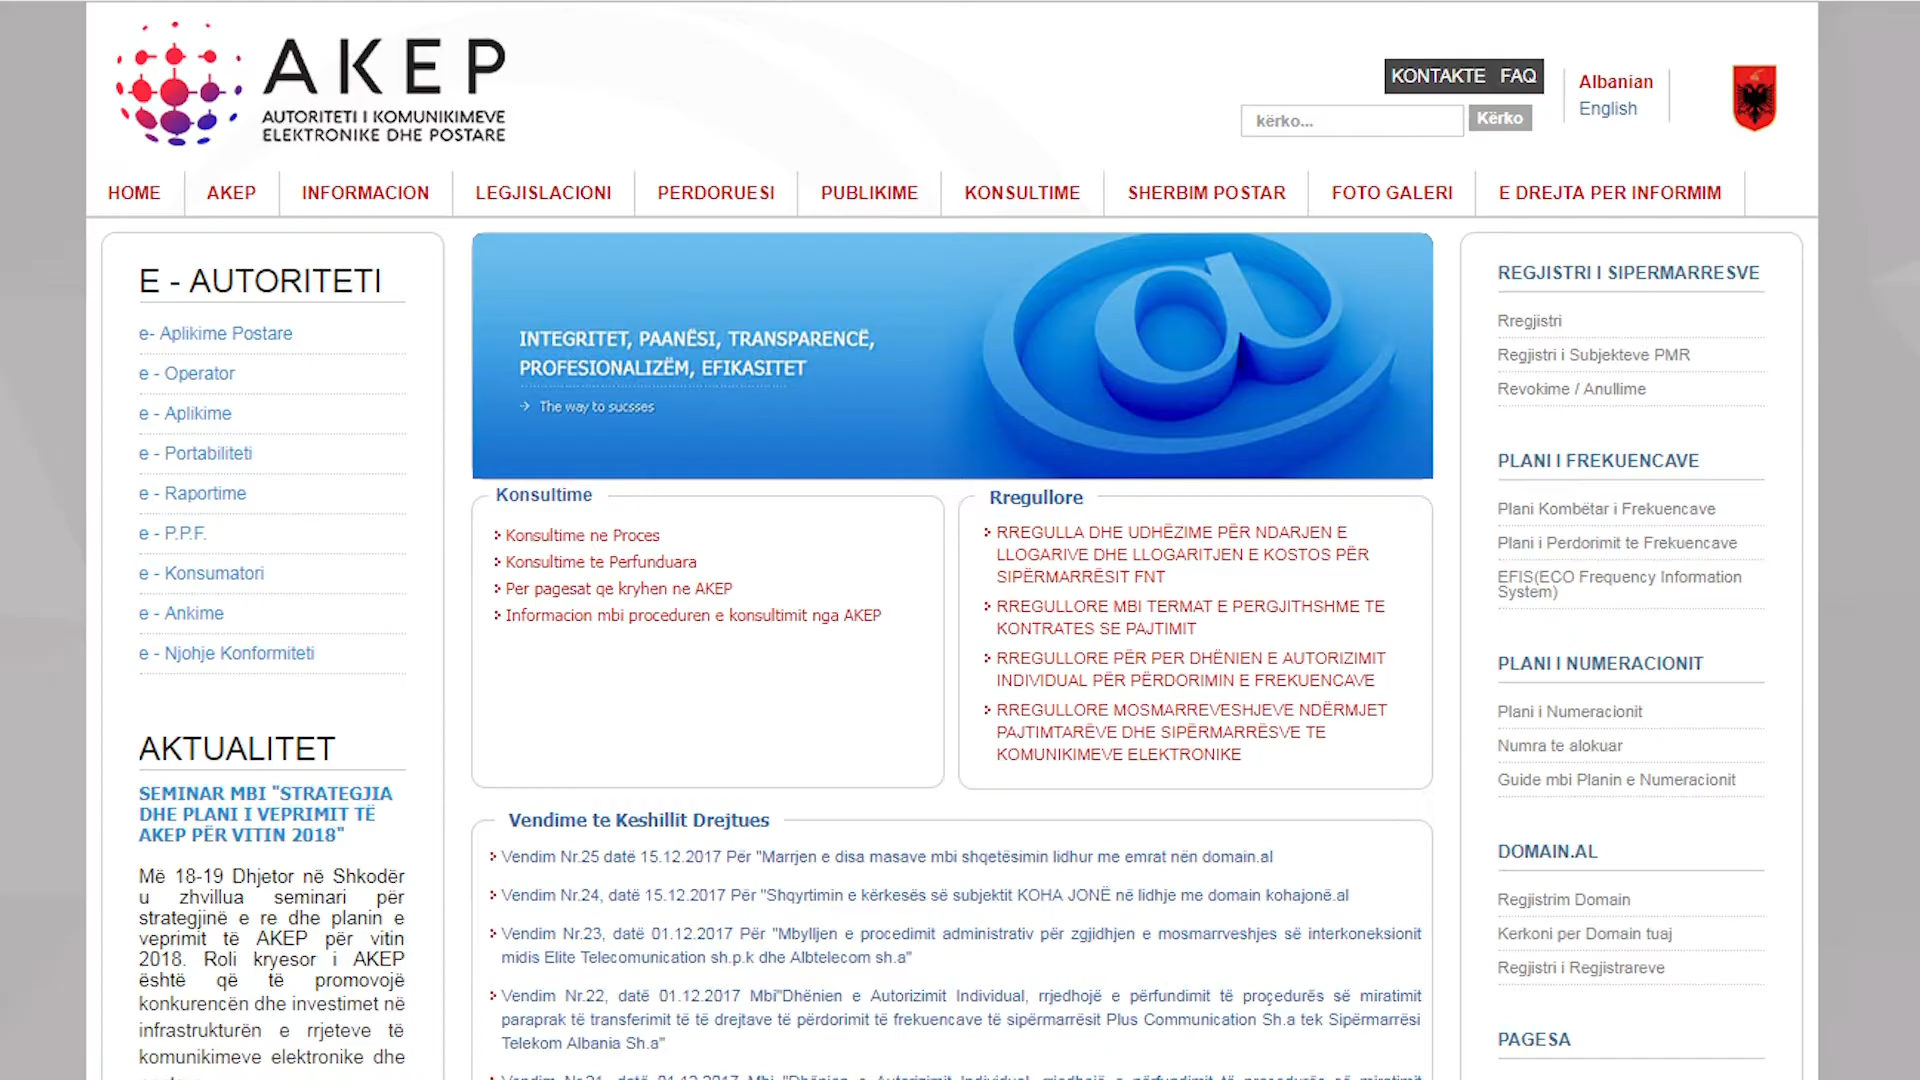 AKEP
AUTORITETI I KOMUNIKIMEVE
ELEKTRONIKE DHE POSTARE
KONTAKTE FAQ
kërko...
Kërko
Albanian
English
HOME
AKEP
INFORMACION
LEGJISLACIONI
PERDORUESI
PUBLIKIME
KONSULTIME
SHERBIM POSTAR
FOTO GALERI
E DREJTA PER INFORMIM
E - AUTORITETI
e- Aplikime Postare
e - Operator
e - Aplikime
e - Portabiliteti
e - Raportime
e - P.P.F.
e - Konsumatori
e - Ankime
e - Njohje Konformiteti
AKTUALITET
SEMINAR MBI "STRATEGJIA
DHE PLANI I VEPRIMIT TË
AKEP PËR VITIN 2018"
Më 18-19 Dhjetor në Shkodër
u zhvillua seminari për
strategjinë e re dhe planin e
veprimit të AKEP për vitin
2018. Roli kryesor i AKEP
është që të promovojë
konkurencën dhe investimet në
infrastrukturën e rrjeteve të
komunikimeve elektronike dhe
INTEGRITET, PAANËSI, TRANSPARENCË,
PROFESIONALIZËM, EFIKASITET
The way to sucsses
Konsultime
Konsultime ne Proces
Konsultime te Perfunduara
Per pagesat qe kryhen ne AKEP
Informacion mbi proceduren e konsultimit nga AKEP
Rregullore
RREGULLA DHE UDHËZIME PËR NDARJEN E
LLOGARIVE DHE LLOGARITJEN E KOSTOS PËR
SIPËRMARRËSIT FNT
RREGULLORE MBI TERMAT E PERGJITHSHME TE
KONTRATES SE PAJTIMIT
RREGULLORE PËR PER DHËNIEN E AUTORIZIMIT
INDIVIDUAL PËR PËRDORIMIN E FREKUENCAVE
RREGULLORE MOSMARREVESHJEVE NDËRMJET
PAJTIMTARËVE DHE SIPËRMARRËSVE TE
KOMUNIKIMEVE ELEKTRONIKE
Vendime te Keshillit Drejtues
Vendim Nr.25 datë 15.12.2017 Për "Marrjen e disa masave mbi shqetësimin lidhur me emrat nën domain.al
Vendim Nr.24, datë 15.12.2017 Për "Shqyrtimin e kërkesës së subjektit KOHA JONË në lidhje me domain kohajonë.al
Vendim Nr.23, datë 01.12.2017 Për "Mbylljen e procedimit administrativ për zgjidhjen e mosmarrveshjes së interkoneksionit
midis Elite Telecomunication sh.p.k dhe Albtelecom sh.a"
Vendim Nr.22, datë 01.12.2017 Mbi"Dhënien e Autorizimit Individual, rrjedhojë e përfundimit të proçedurës së miratimit
paraprak të transferimit të të drejtave të përdorimit të frekuencave të sipërmarrësit Plus Communication Sh.a tek Sipërmarrësi
Telekom Albania Sh.a"
REGJISTRI I SIPERMARRESVE
Rregjistri
Regjistri i Subjekteve PMR
Revokime / Anullime
PLANI I FREKUENCAVE
Plani Kombëtar i Frekuencave
Plani i Perdorimit te Frekuencave
EFIS(ECO Frequency Information
System)
PLANI I NUMERACIONIT
Plani i Numeracionit
Numra te alokuar
Guide mbi Planin e Numeracionit
DOMAIN.AL
Regjistrim Domain
Kerkoni per Domain tuaj
Regjistri i Regjistrareve
PAGESA